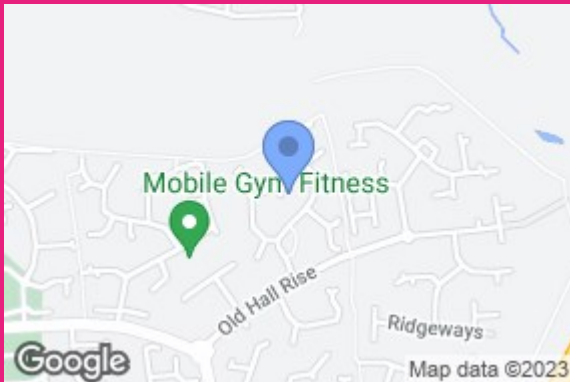 Mobile Gym Fitness
Old Hall Rise
Ridgeways
Google
Map data ©2023